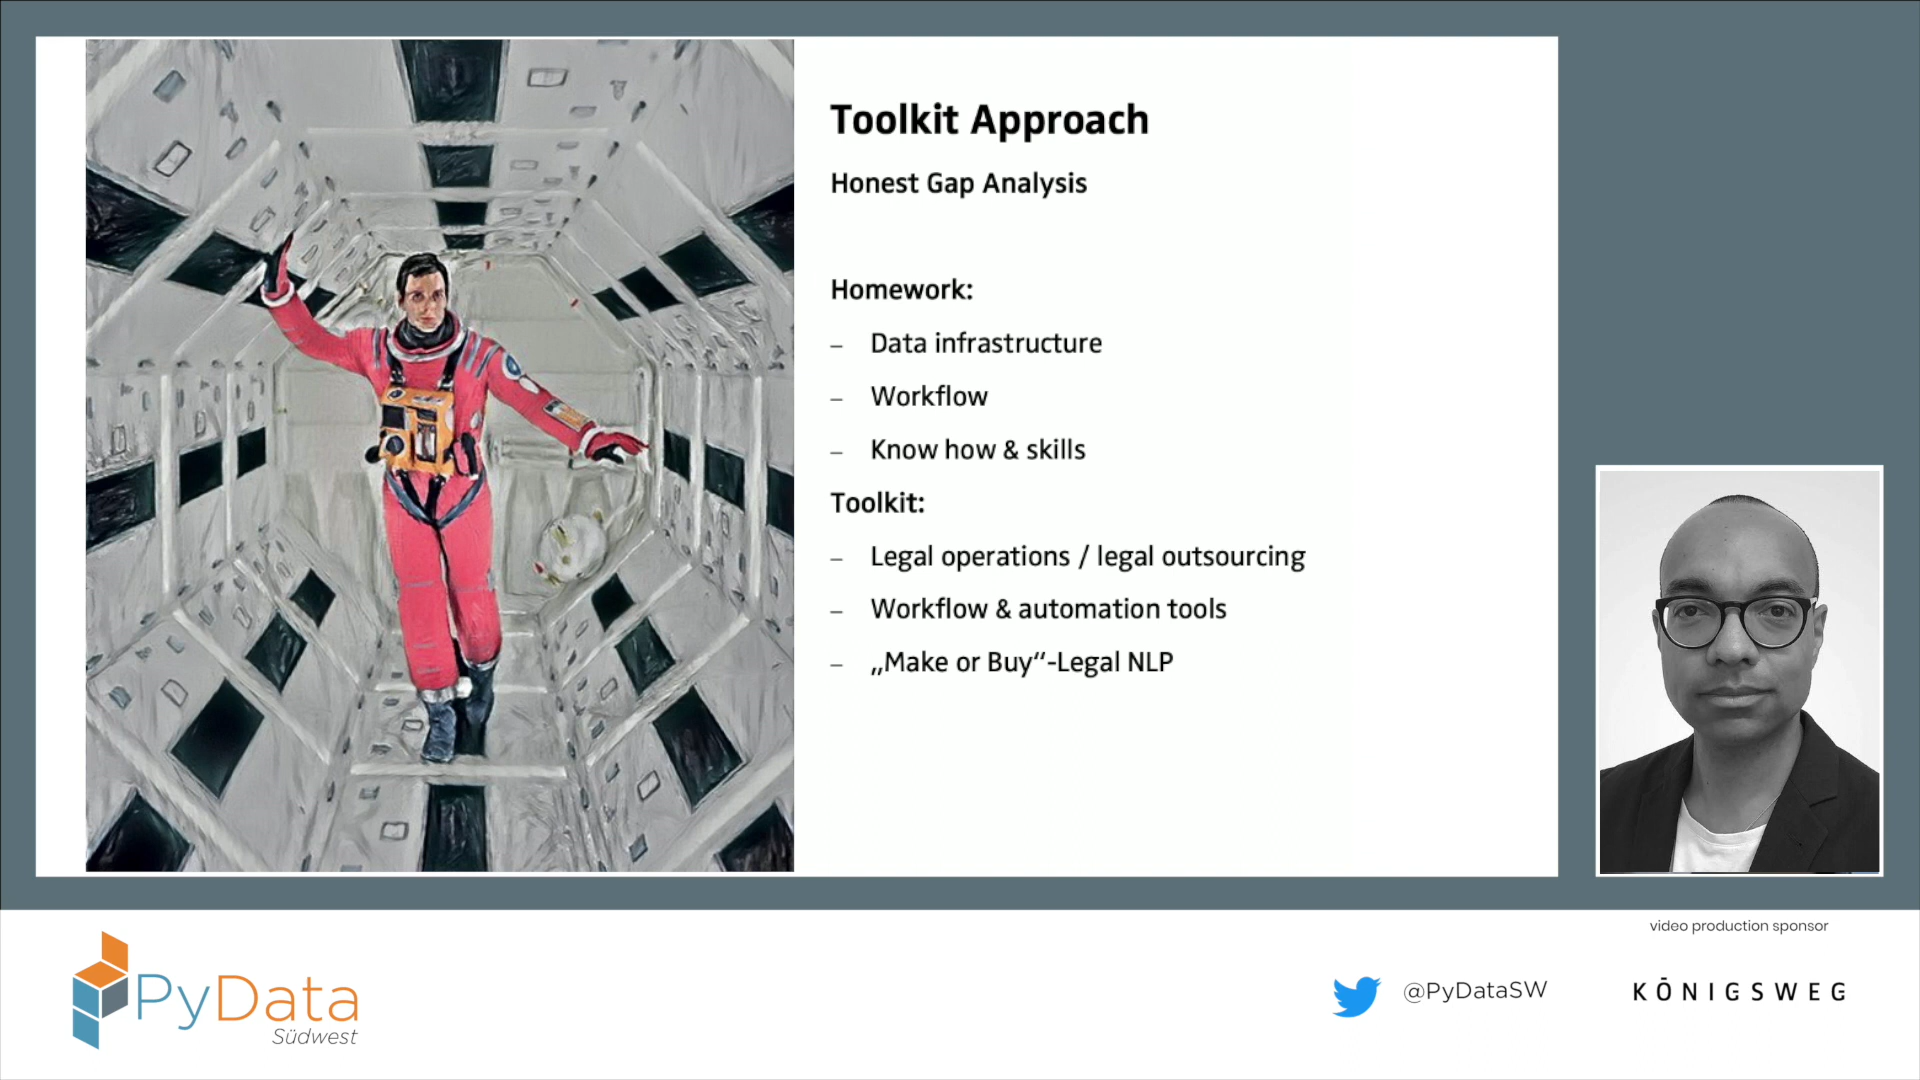 Toolkit Approach
Honest Gap Analysis
Homework:
– Data infrastructure
– Workflow
– Know how & skills
Toolkit:
– Legal operations / legal outsourcing
– Workflow & automation tools
– „Make or Buy“-Legal NLP
video production sponsor
PyData
Südwest
@PyDataSW
KÖNIGSWEG